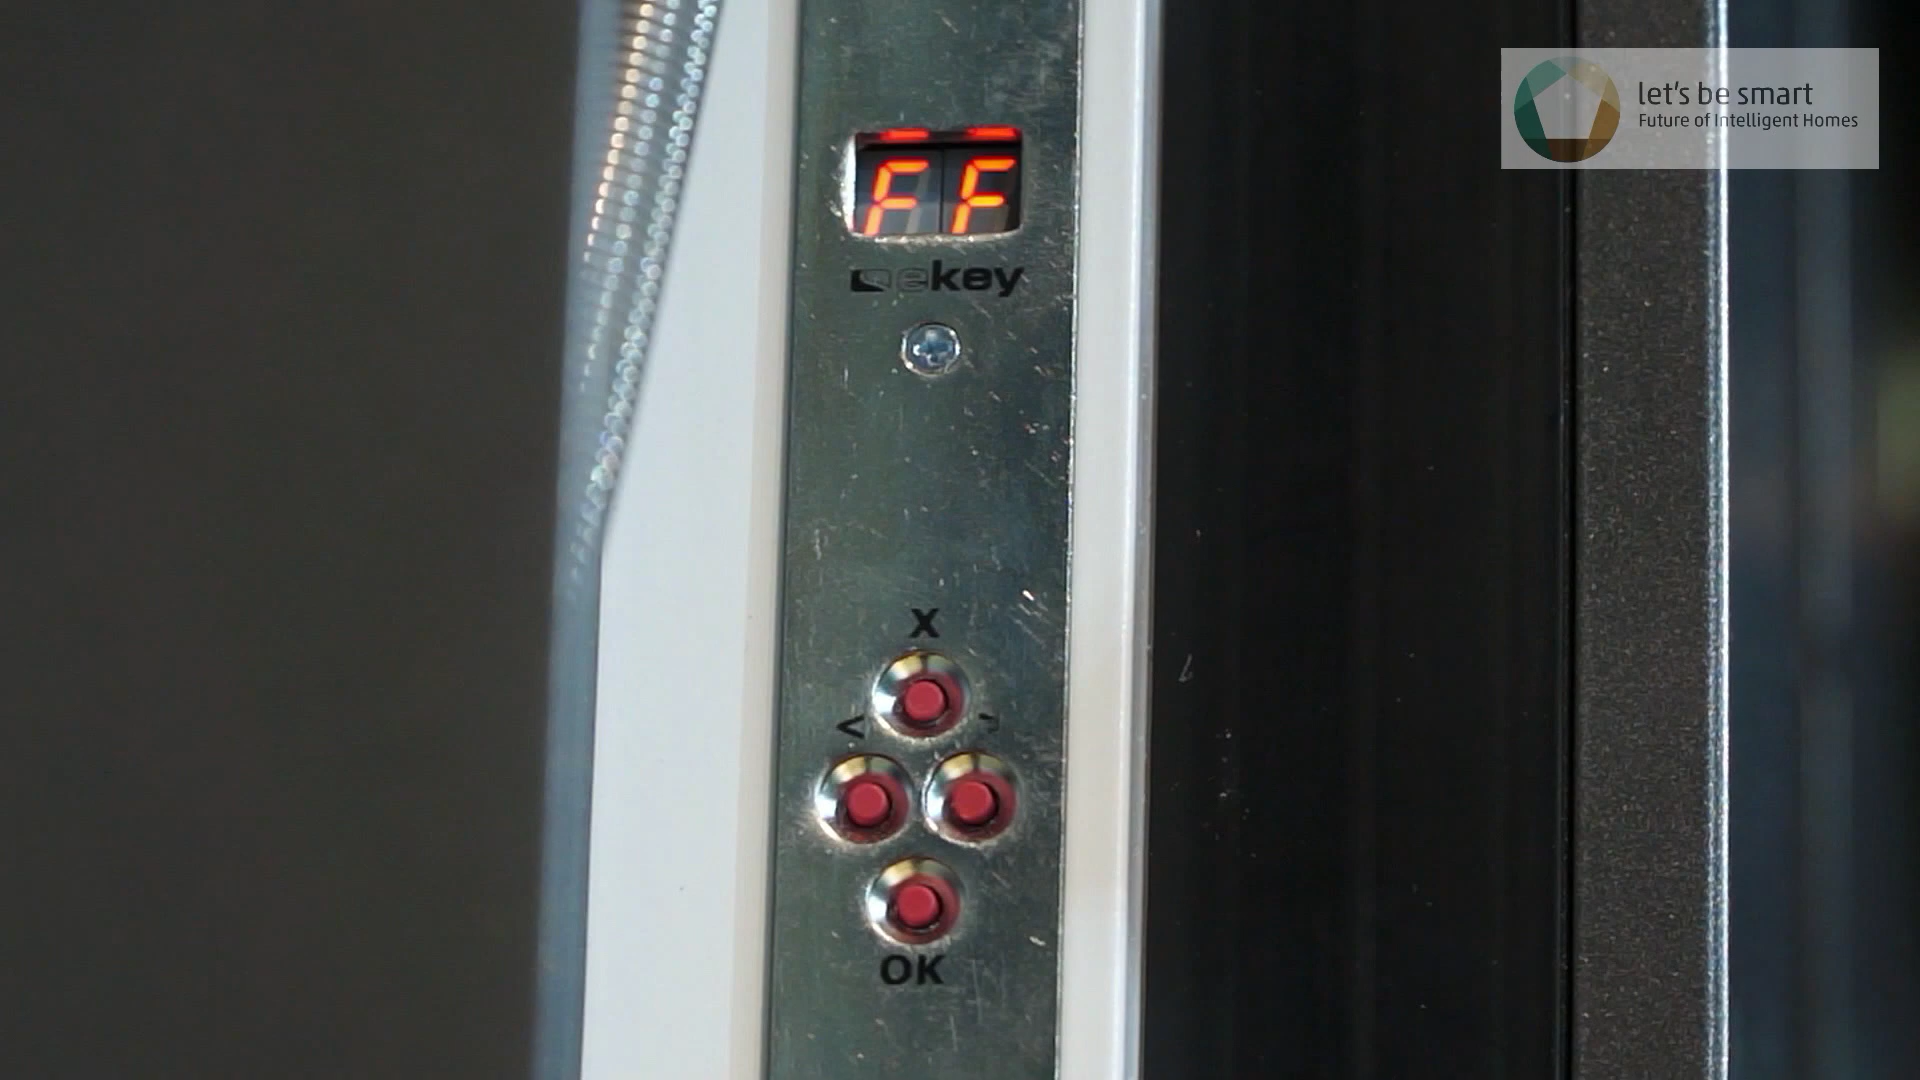 let's be smart
Future of Intelligent Homes
FF
ekey
X
<
OK